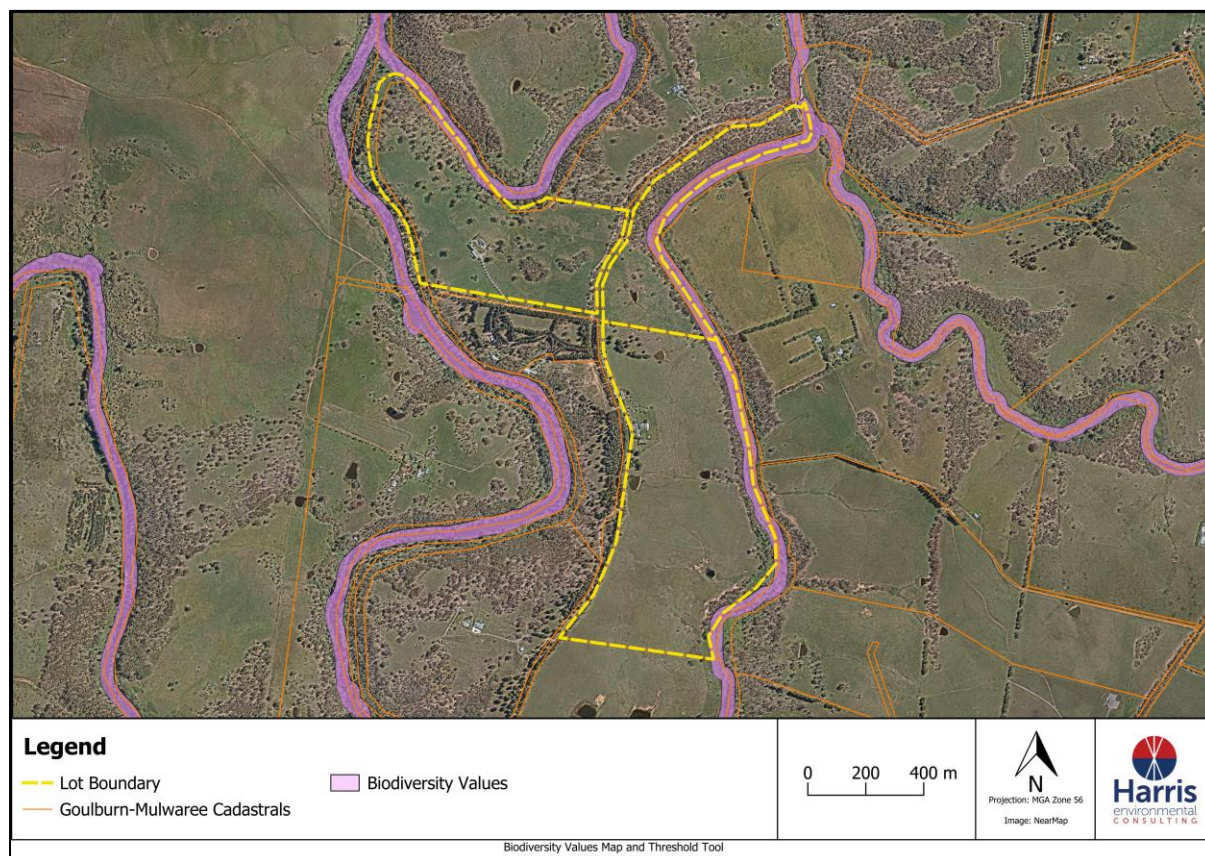 Legend
Lot Boundary
Goulburn-Mulwaree Cadastrals
Biodiversity Values
0 200 400 m
N
Projection: MGA Zone 56
Image: NearMap
Harris
environmental
CONSULTING
Biodiversity Values Map and Threshold Tool